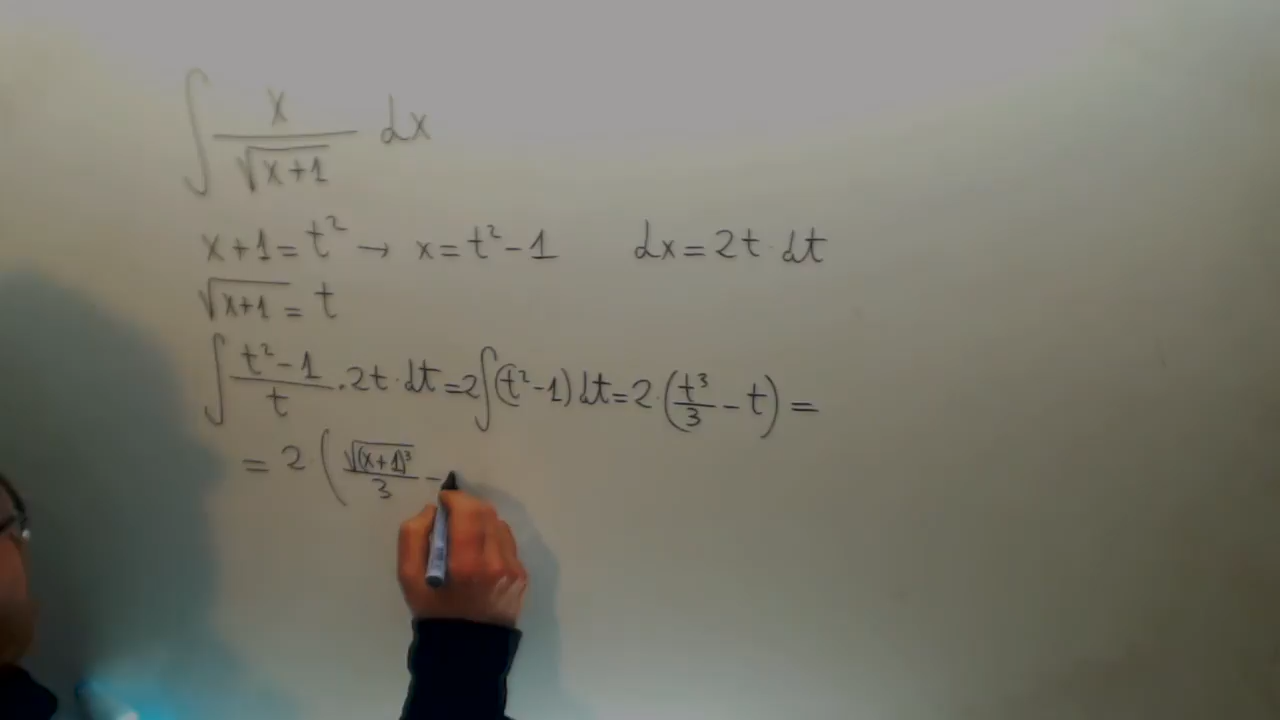 ∫ x/√(x+1) dx
x+1=t² → x=t²-1 dx=2t·dt
√(x+1) = t
∫ (t²-1)/t · 2t·dt=2∫(t²-1)dt=2·(t³/3 - t)=
=2·(√((x+1)³)/3 -